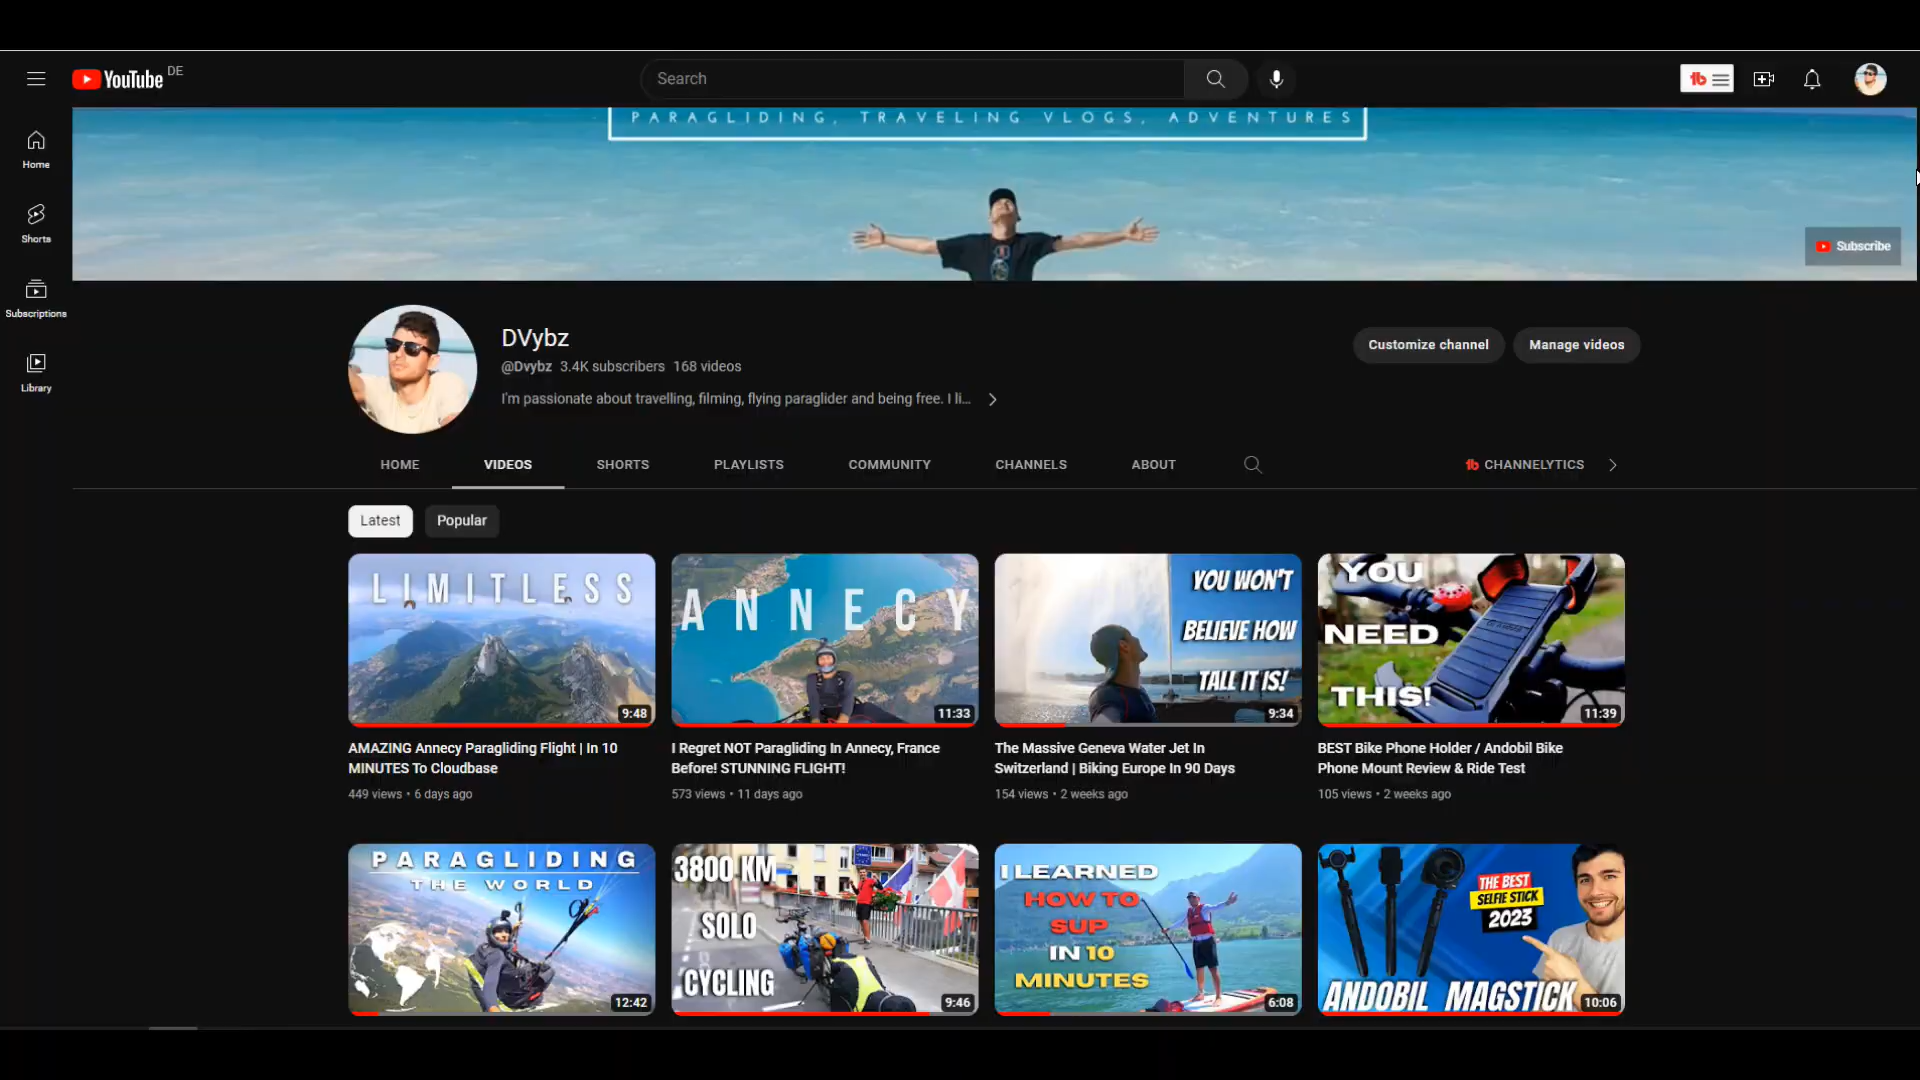 YouTube DE
Search
Home
Shorts
Subscriptions
Library
PARAGLIDING, TRAVELING VLOGS, ADVENTURES
Subscribe
DVybz
@Dvybz 3.4K subscribers 168 videos
I'm passionate about travelling, filming, flying paraglider and being free. I li...
Customize channel
Manage videos
HOME
VIDEOS
SHORTS
PLAYLISTS
COMMUNITY
CHANNELS
ABOUT
tb CHANNELYTICS
Latest
Popular
LIMITLESS
9:48
AMAZING Annecy Paragliding Flight | In 10
MINUTES To Cloudbase
449 views • 6 days ago
ANNECY
11:33
I Regret NOT Paragliding In Annecy, France
Before! STUNNING FLIGHT!
573 views • 11 days ago
YOU WON'T
BELIEVE HOW
TALL IT IS!
9:34
The Massive Geneva Water Jet In
Switzerland | Biking Europe In 90 Days
154 views • 2 weeks ago
YOU
NEED
THIS!
11:39
BEST Bike Phone Holder / Andobil Bike
Phone Mount Review & Ride Test
105 views • 2 weeks ago
PARAGLIDING
THE WORLD
12:42
3800 KM
SOLO
CYCLING
9:46
I LEARNED
HOW TO
SUP
IN 10
MINUTES
6:08
THE BEST
SELFIE STICK
2023
ANDOBIL MAGSTICK
10:06